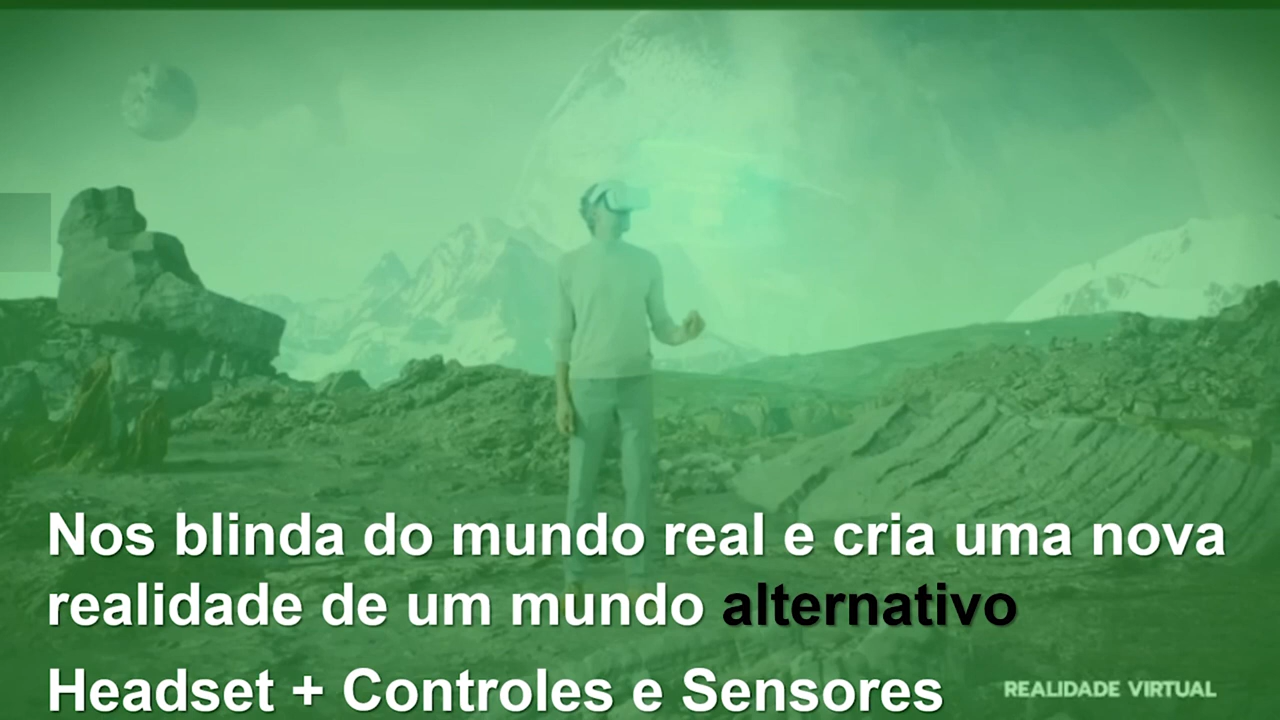 Nos blinda do mundo real e cria uma nova
realidade de um mundo alternativo
Headset + Controles e Sensores
REALIDADE VIRTUAL